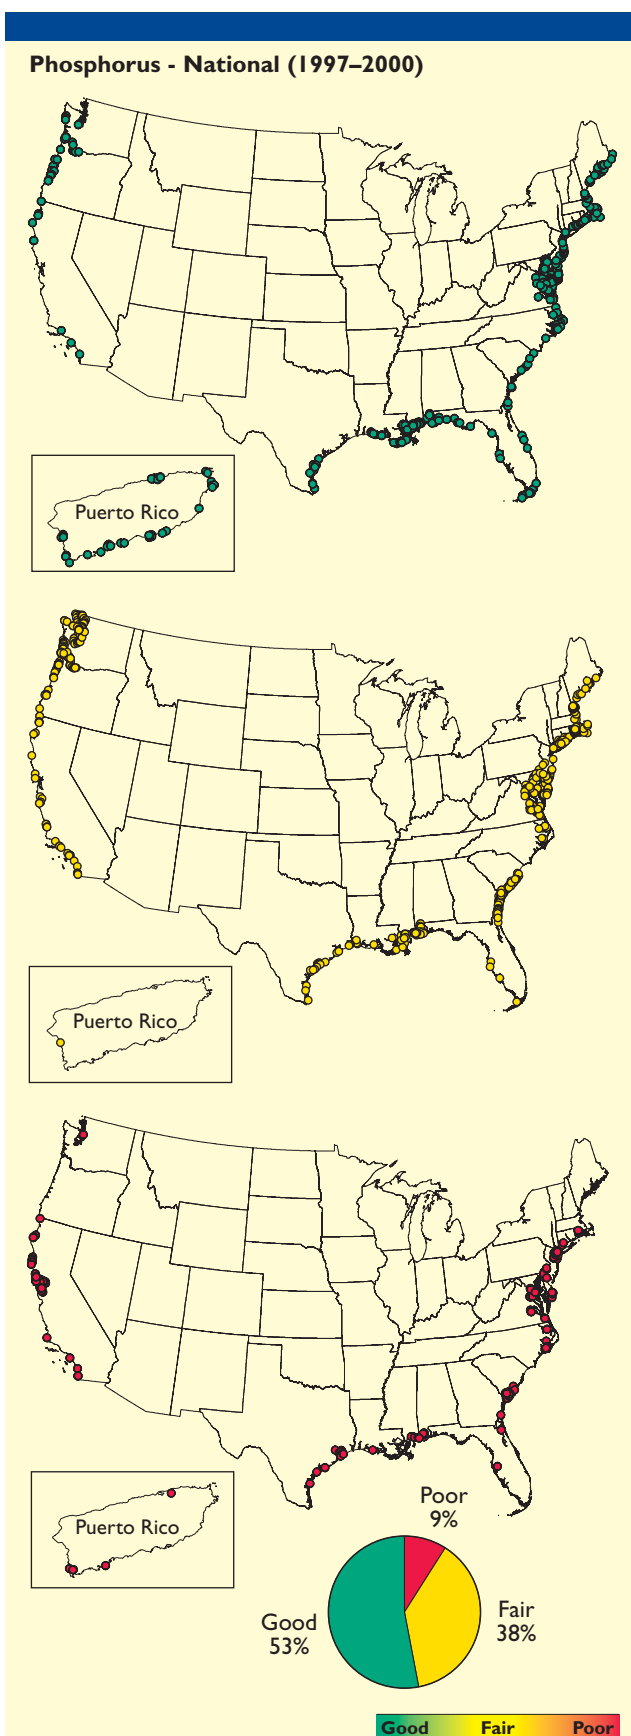 Phosphorus - National (1997–2000)
Puerto Rico
Puerto Rico
Puerto Rico
Poor
9%
Good
53%
Fair
38%
Good Fair Poor